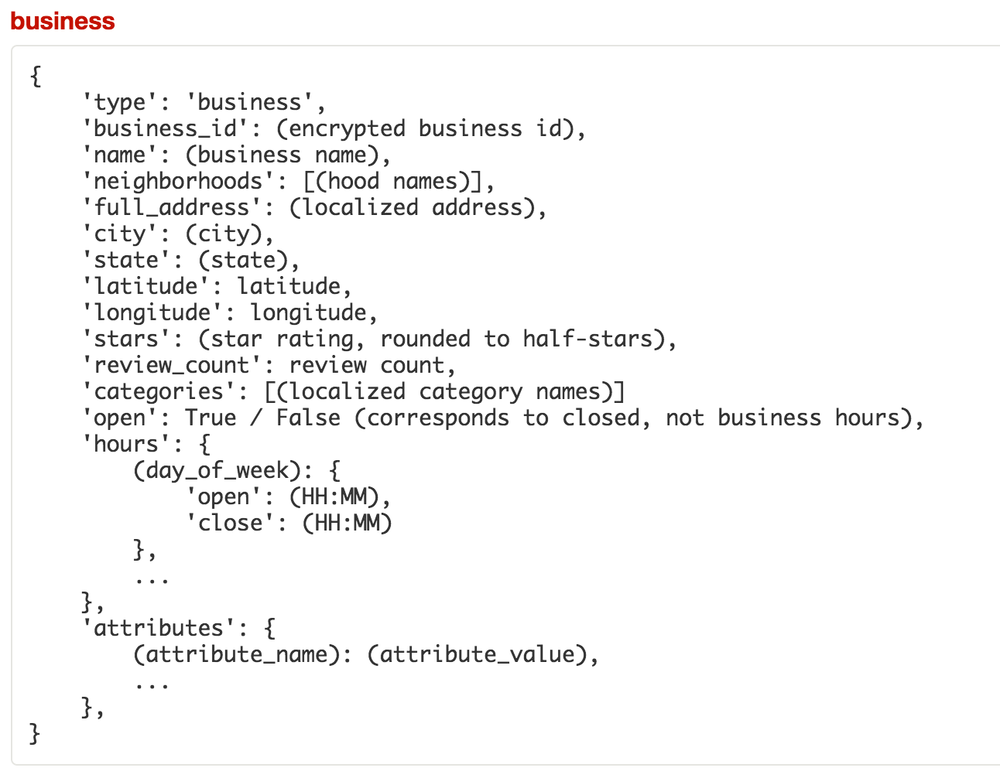 business
{
    'type': 'business',
    'business_id': (encrypted business id),
    'name': (business name),
    'neighborhoods': [(hood names)],
    'full_address': (localized address),
    'city': (city),
    'state': (state),
    'latitude': latitude,
    'longitude': longitude,
    'stars': (star rating, rounded to half-stars),
    'review_count': review count,
    'categories': [(localized category names)]
    'open': True / False (corresponds to closed, not business hours),
    'hours': {
        (day_of_week): {
            'open': (HH:MM),
            'close': (HH:MM)
        },
        ...
    },
    'attributes': {
        (attribute_name): (attribute_value),
        ...
    },
}